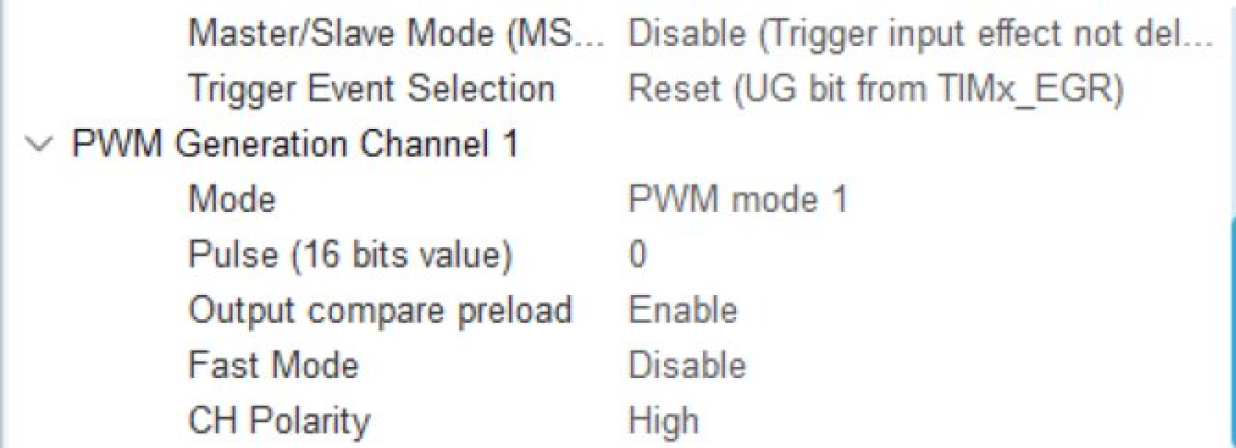 Master/Slave Mode (MS... Disable (Trigger input effect not del...
Trigger Event Selection Reset (UG bit from TIMx_EGR)
PWM Generation Channel 1
Mode PWM mode 1
Pulse (16 bits value) 0
Output compare preload Enable
Fast Mode Disable
CH Polarity High